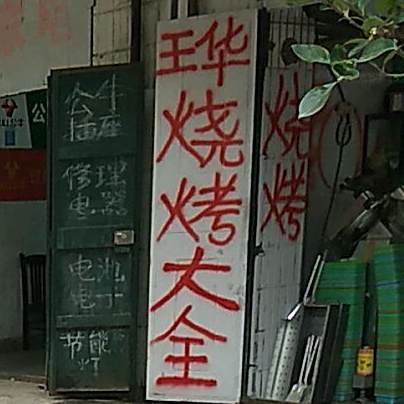 公牛
插座
修理
电器
电池
节能
灯
王华
烧烤
大全
烧烤